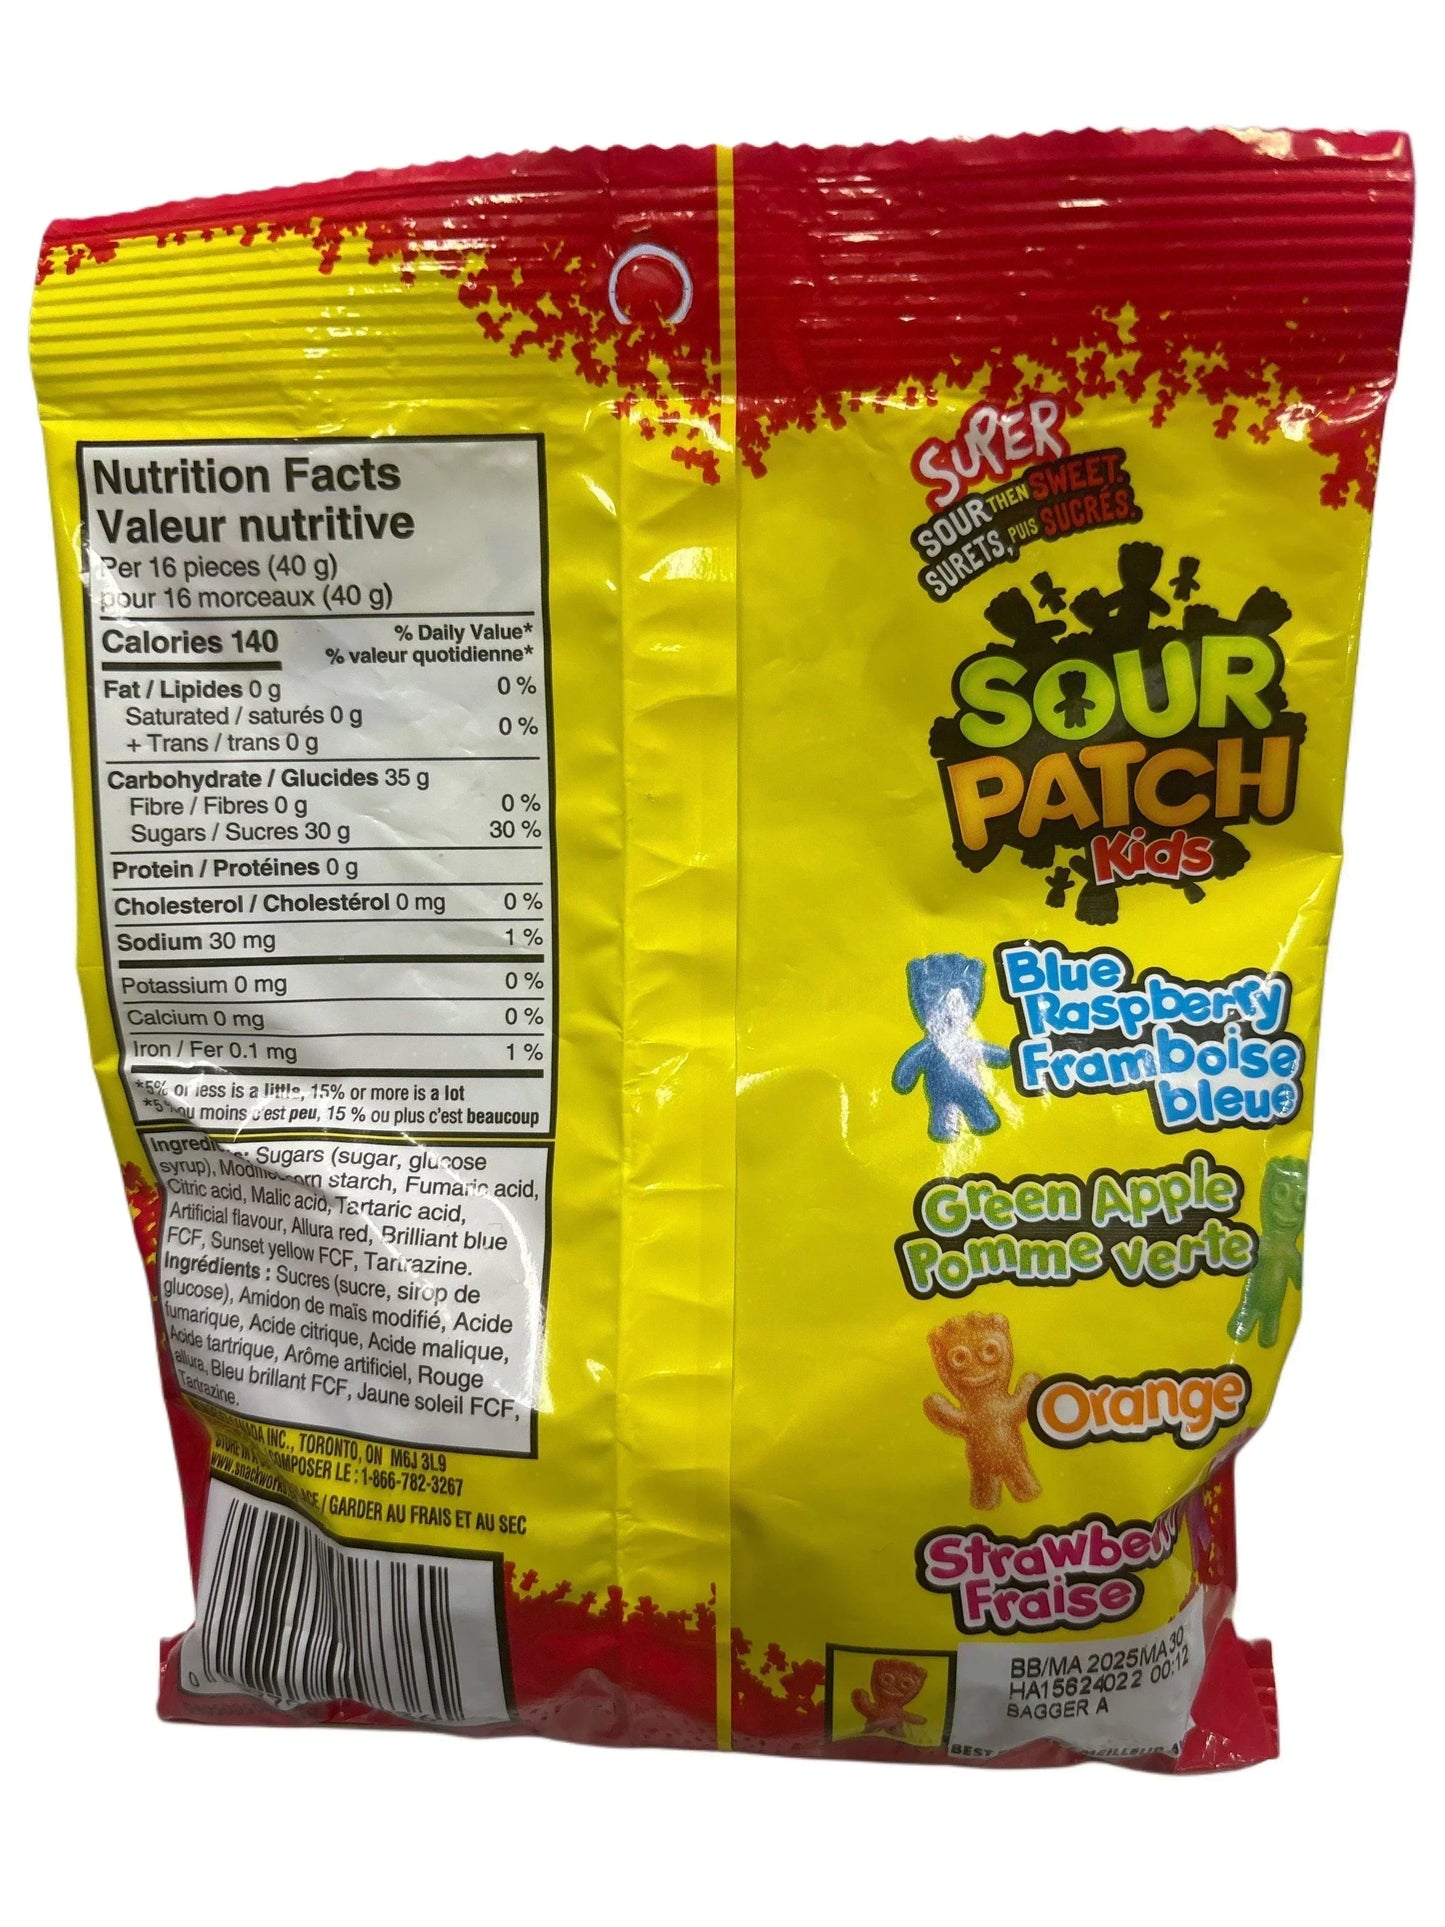 Nutrition Facts
Valeur nutritive
Per 16 pieces (40 g)
pour 16 morceaux (40 g)
Calories 140
% Daily Value*
% valeur quotidienne*
Fat / Lipides 0 g 0 %
Saturated / saturés 0 g
+ Trans / trans 0 g 0 %
Carbohydrate / Glucides 35 g
Fibre / Fibres 0 g 0 %
Sugars / Sucres 30 g 30 %
Protein / Protéines 0 g
Cholesterol / Cholestérol 0 mg 0 %
Sodium 30 mg 1 %
Potassium 0 mg 0 %
Calcium 0 mg 0 %
Iron / Fer 0.1 mg 1 %
*5% or less is a little, 15% or more is a lot
*5% ou moins c'est peu, 15 % ou plus c'est beaucoup
Sugars (sugar, glucose
syrup), corn starch, Fumaric acid,
Citric acid, Malic acid, Tartaric acid,
Artificial flavour, Allura red, Brilliant blue
FCF, Sunset yellow FCF, Tartrazine.
Ingrédients : Sucres (sucre, sirop de
glucose), Amidon de maïs modifié, Acide
fumarique, Acide citrique, Acide malique,
Acide tartrique, Arôme artificiel, Rouge
allura, Bleu brillant FCF, Jaune soleil FCF,
Tartrazine.
INC., TORONTO, ON M6J 3L9
COMPOSER LE : 1-866-782-3267
/ GARDER AU FRAIS ET AU SEC
SUPER
SOUR THEN SWEET.
SURETS, PUIS SUCRÉS.
SOUR
PATCH
Kids
Blue
Raspberry
Framboise
bleue
Green Apple
Pomme verte
Orange
Strawberry
Fraise
BB/MA 2025MA30
HA15624022 00:12
BAGGER A
BEST